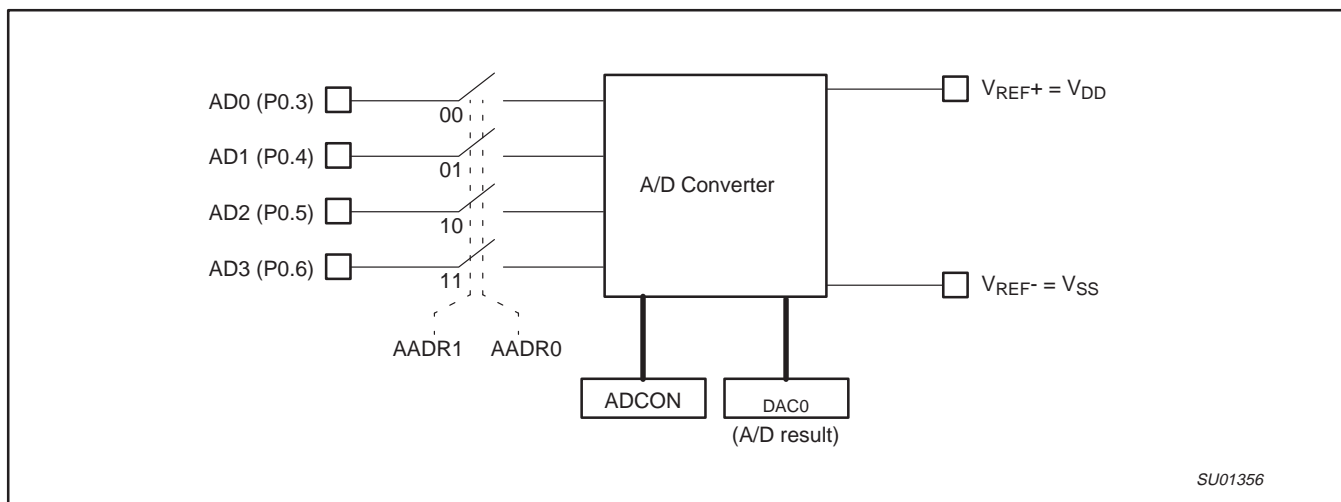 AD0 (P0.3)
00
AD1 (P0.4)
01
AD2 (P0.5)
10
AD3 (P0.6)
11
AADR1 AADR0
A/D Converter
VREF+ = VDD
VREF- = VSS
ADCON
DAC0
(A/D result)
SU01356